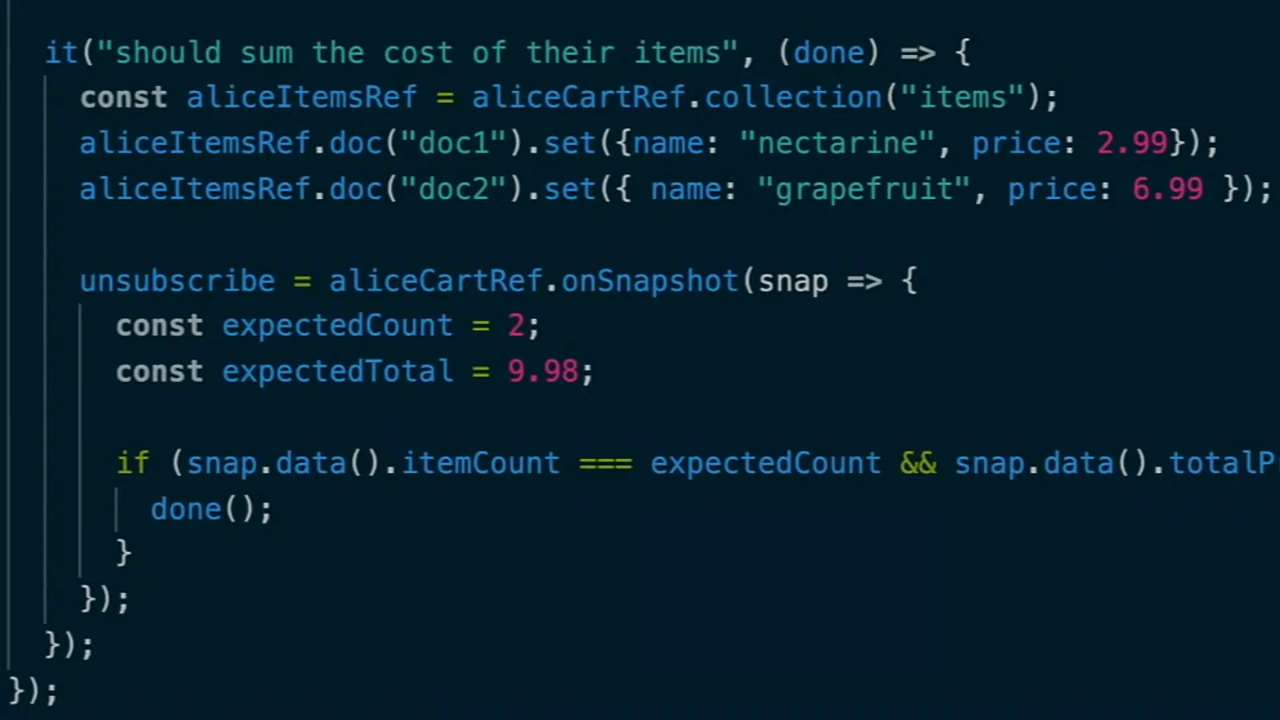 it("should sum the cost of their items", (done) => {
const aliceItemsRef = aliceCartRef.collection("items");
aliceItemsRef.doc("doc1").set({name: "nectarine", price: 2.99});
aliceItemsRef.doc("doc2").set({ name: "grapefruit", price: 6.99 });
unsubscribe = aliceCartRef.onSnapshot(snap => {
const expectedCount = 2;
const expectedTotal = 9.98;
if (snap.data().itemCount === expectedCount && snap.data().totalP
done();
}
});
});
});